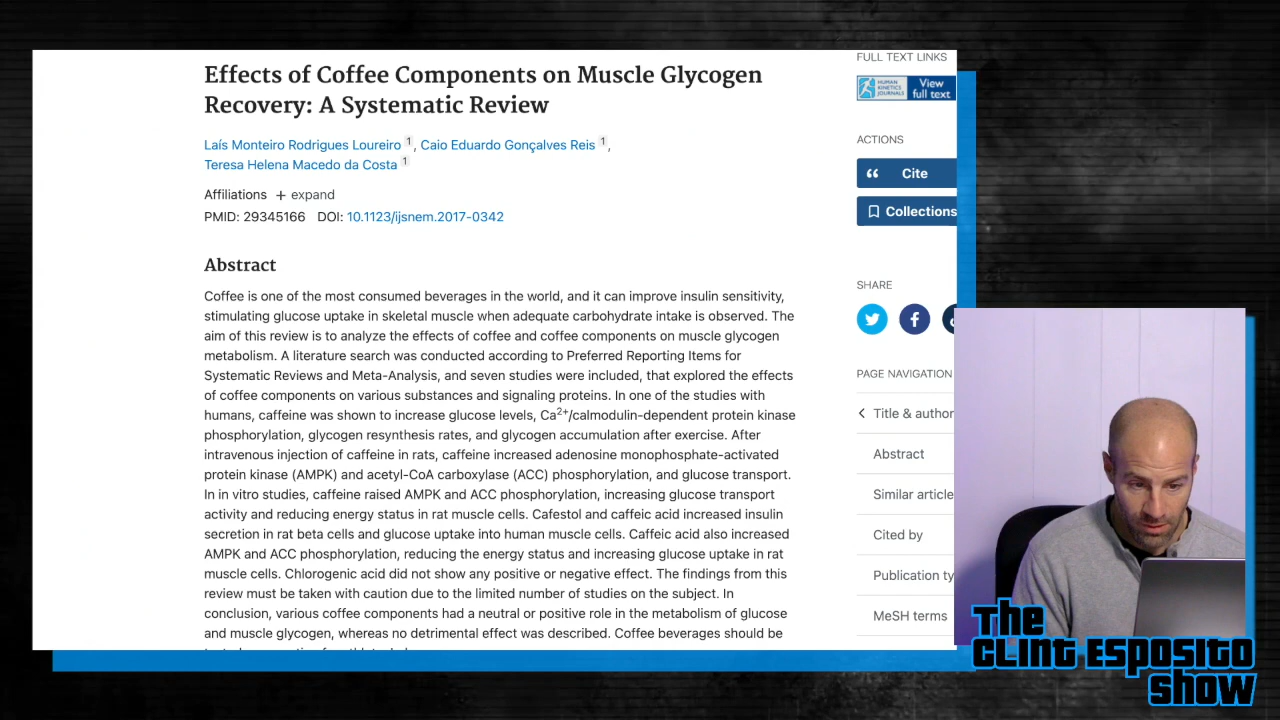 Effects of Coffee Components on Muscle Glycogen
Recovery: A Systematic Review
Laís Monteiro Rodrigues Loureiro 1, Caio Eduardo Gonçalves Reis 1,
Teresa Helena Macedo da Costa 1
Affiliations + expand
PMID: 29345166 DOI: 10.1123/ijsnem.2017-0342
Abstract
Coffee is one of the most consumed beverages in the world, and it can improve insulin sensitivity,
stimulating glucose uptake in skeletal muscle when adequate carbohydrate intake is observed. The
aim of this review is to analyze the effects of coffee and coffee components on muscle glycogen
metabolism. A literature search was conducted according to Preferred Reporting Items for
Systematic Reviews and Meta-Analysis, and seven studies were included, that explored the effects
of coffee components on various substances and signaling proteins. In one of the studies with
humans, caffeine was shown to increase glucose levels, Ca2+/calmodulin-dependent protein kinase
phosphorylation, glycogen resynthesis rates, and glycogen accumulation after exercise. After
intravenous injection of caffeine in rats, caffeine increased adenosine monophosphate-activated
protein kinase (AMPK) and acetyl-CoA carboxylase (ACC) phosphorylation, and glucose transport.
In in vitro studies, caffeine raised AMPK and ACC phosphorylation, increasing glucose transport
activity and reducing energy status in rat muscle cells. Cafestol and caffeic acid increased insulin
secretion in rat beta cells and glucose uptake into human muscle cells. Caffeic acid also increased
AMPK and ACC phosphorylation, reducing the energy status and increasing glucose uptake in rat
muscle cells. Chlorogenic acid did not show any positive or negative effect. The findings from this
review must be taken with caution due to the limited number of studies on the subject. In
conclusion, various coffee components had a neutral or positive role in the metabolism of glucose
and muscle glycogen, whereas no detrimental effect was described. Coffee beverages should be
FULL TEXT LINKS
HUMAN
KINETICS
JOURNALS
View
full text
ACTIONS
Cite
Collections
SHARE
PAGE NAVIGATION
Title & author
Abstract
Similar article
Cited by
Publication ty
MeSH terms
The
CLINT ESPOSITO
SHOW